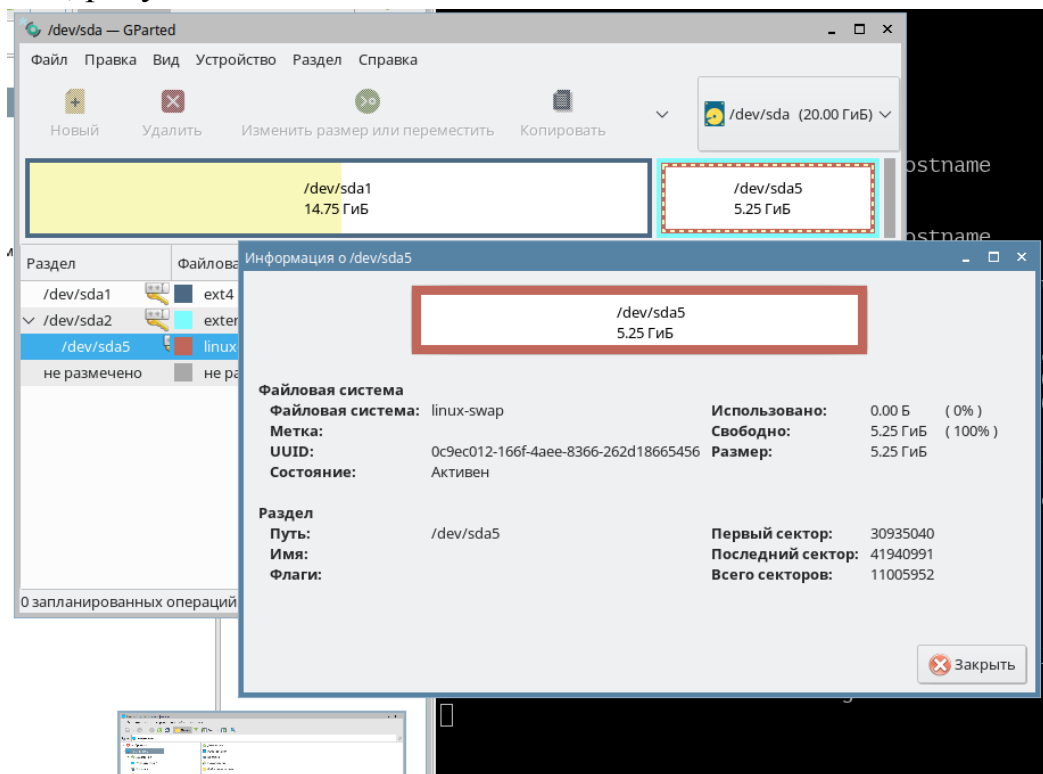 /dev/sda — GParted
Файл Правка Вид Устройство Раздел Справка
Новый Удалить Изменить размер или переместить Копировать
/dev/sda (20.00 ГиБ)
ostname
/dev/sda1
14.75 ГиБ
/dev/sda5
5.25 ГиБ
ostname
Раздел Файлова
/dev/sda1 ext4
/dev/sda2 exter
/dev/sda5 linux
не размечено не ра
0 запланированных операций
Информация о /dev/sda5
/dev/sda5
5.25 ГиБ
Файловая система
Файловая система: linux-swap Использовано: 0.00 Б ( 0% )
Метка: Свободно: 5.25 ГиБ ( 100% )
UUID: 0c9ec012-166f-4aee-8366-262d18665456 Размер: 5.25 ГиБ
Состояние: Активен
Раздел
Путь: /dev/sda5 Первый сектор: 30935040
Имя: Последний сектор: 41940991
Флаги: Всего секторов: 11005952
Закрыть